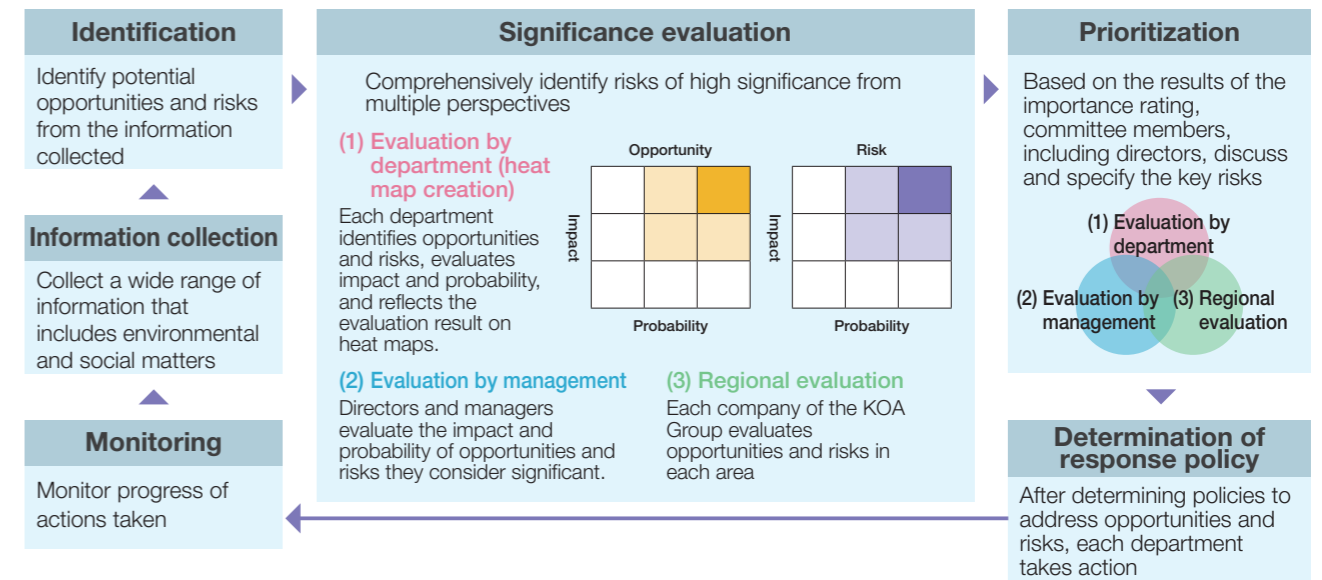 Identification
Identify potential
opportunities and risks
from the information
collected
Information collection
Collect a wide range of
information that
includes environmental
and social matters
Monitoring
Monitor progress of
actions taken
Significance evaluation
Comprehensively identify risks of high significance from
multiple perspectives
(1) Evaluation by
department (heat
map creation)
Each department
identifies opportunities
and risks, evaluates
impact and probability,
and reflects the
evaluation result on
heat maps.
Opportunity
Impact
Probability
Risk
Impact
Probability
(2) Evaluation by management
Directors and managers
evaluate the impact and
probability of opportunities and
risks they consider significant.
(3) Regional evaluation
Each company of the KOA
Group evaluates
opportunities and risks in
each area
Prioritization
Based on the results of the
importance rating,
committee members,
including directors, discuss
and specify the key risks
(1) Evaluation by
department
(2) Evaluation by
management
(3) Regional
evaluation
Determination of
response policy
After determining policies to
address opportunities and
risks, each department
takes action